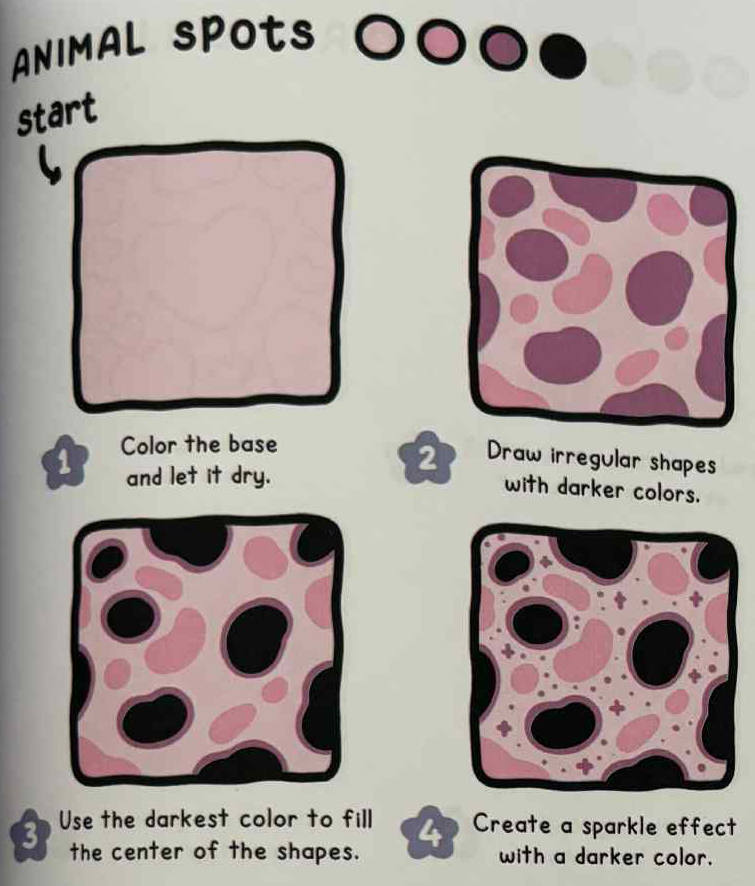 ANIMAL spots
start
1
Color the base
and let it dry.
2
Draw irregular shapes
with darker colors.
3
Use the darkest color to fill
the center of the shapes.
4
Create a sparkle effect
with a darker color.